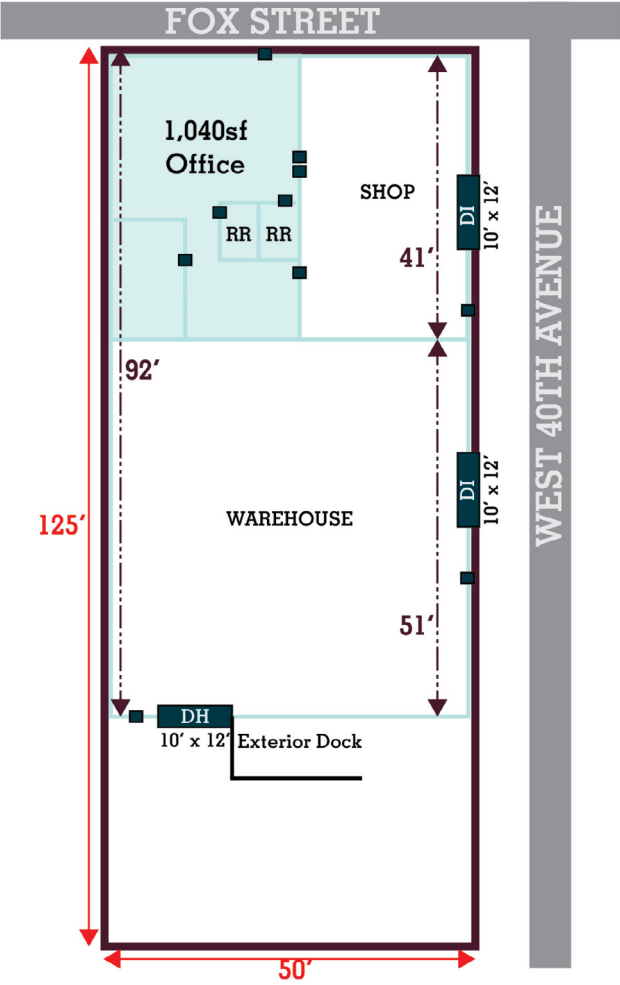 FOX STREET
1,040sf
Office
SHOP
DI
10′ x 12′
RR
RR
41′
WEST 40TH AVENUE
92′
DI
10′ x 12′
WAREHOUSE
125′
51′
DH
10′ x 12′
Exterior Dock
50′